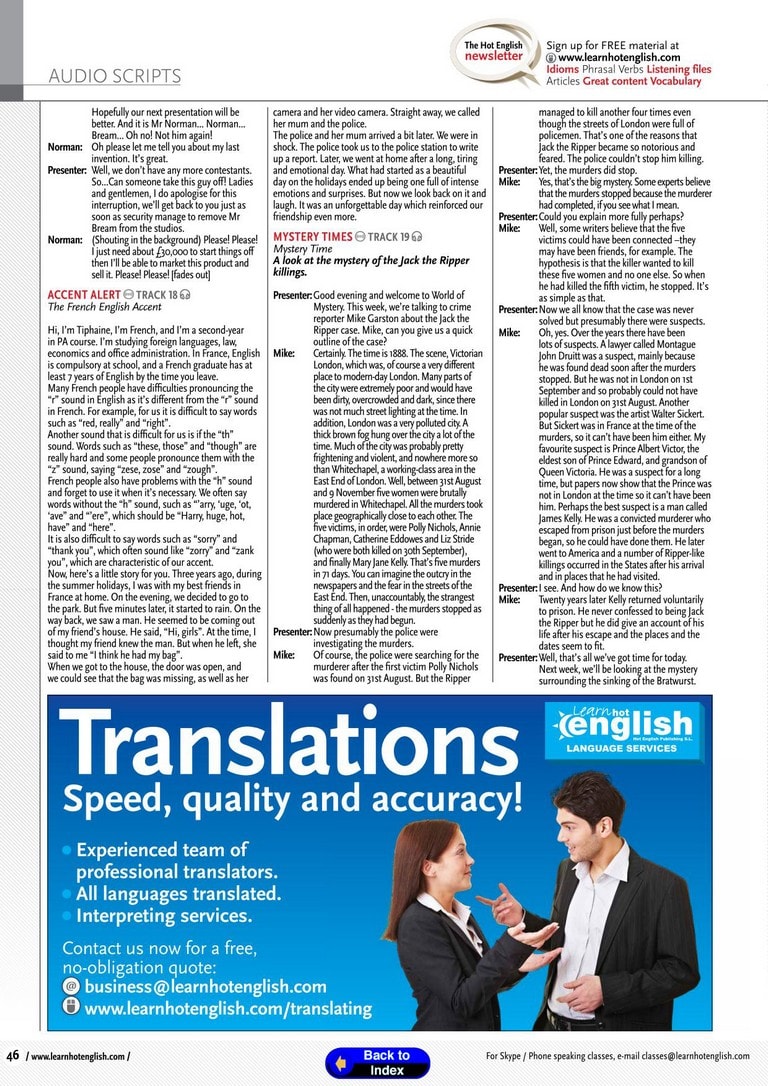 The Hot English
newsletter
Sign up for FREE material at
www.learnhotenglish.com
Idioms Phrasal Verbs Listening files
Articles Great content Vocabulary
AUDIO SCRIPTS
Hopefully our next presentation will be
better. And it is Mr Norman... Norman...
Bream... Oh no! Not him again!
Norman: Oh please let me tell you about my last
invention. It's great.
Presenter: Well, we don't have any more contestants.
So...Can someone take this guy off! Ladies
and gentlemen, I do apologise for this
interruption, we'll get back to you just as
soon as security manage to remove Mr
Bream from the studios.
Norman: (Shouting in the background) Please! Please!
I just need about £30,000 to start things off
then I'll be able to market this product and
sell it. Please! Please! [fades out]
ACCENT ALERT TRACK 18
The French English Accent
Hi, I'm Tiphaine, I'm French, and I'm a second-year
in PA course. I'm studying foreign languages, law,
economics and office administration. In France, English
is compulsory at school, and a French graduate has at
least 7 years of English by the time you leave.
Many French people have difficulties pronouncing the
"r" sound in English as it's different from the "r" sound
in French. For example, for us it is difficult to say words
such as "red, really" and "right".
Another sound that is difficult for us is if the "th"
sound. Words such as "these, those" and "though" are
really hard and some people pronounce them with the
"z" sound, saying "zese, zose" and "zough".
French people also have problems with the "h" sound
and forget to use it when it's necessary. We often say
words without the "h" sound, such as "'arry, 'uge, 'ot,
'ave" and "'ere", which should be "Harry, huge, hot,
have" and "here".
It is also difficult to say words such as "sorry" and
"thank you", which often sound like "zorry" and "zank
you", which are characteristic of our accent.
Now, here's a little story for you. Three years ago, during
the summer holidays, I was with my best friends in
France at home. On the evening, we decided to go to
the park. But five minutes later, it started to rain. On the
way back, we saw a man. He seemed to be coming out
of my friend's house. He said, "Hi, girls". At the time, I
thought my friend knew the man. But when he left, she
said to me "I think he had my bag".
When we got to the house, the door was open, and
we could see that the bag was missing, as well as her
camera and her video camera. Straight away, we called
her mum and the police.
The police and her mum arrived a bit later. We were in
shock. The police took us to the police station to write
up a report. Later, we went at home after a long, tiring
and emotional day. What had started as a beautiful
day on the holidays ended up being one full of intense
emotions and surprises. But now we look back on it and
laugh. It was an unforgettable day which reinforced our
friendship even more.
MYSTERY TIMES TRACK 19
Mystery Time
A look at the mystery of the Jack the Ripper
killings.
Presenter: Good evening and welcome to World of
Mystery. This week, we're talking to crime
reporter Mike Garston about the Jack the
Ripper case. Mike, can you give us a quick
outline of the case?
Mike: Certainly. The time is 1888. The scene, Victorian
London, which was, of course a very different
place to modern-day London. Many parts of
the city were extremely poor and would have
been dirty, overcrowded and dark, since there
was not much street lighting at the time. In
addition, London was a very polluted city. A
thick brown fog hung over the city a lot of the
time. Much of the city was probably pretty
frightening and violent, and nowhere more so
than Whitechapel, a working-class area in the
East End of London. Well, between 31st August
and 9 November five women were brutally
murdered in Whitechapel. All the murders took
place geographically close to each other. The
five victims, in order, were Polly Nichols, Annie
Chapman, Catherine Eddowes and Liz Stride
(who were both killed on 30th September),
and finally Mary Jane Kelly. That's five murders
in 71 days. You can imagine the outcry in the
newspapers and the fear in the streets of the
East End. Then, unaccountably, the strangest
thing of all happened - the murders stopped as
suddenly as they had begun.
Presenter: Now presumably the police were
investigating the murders.
Mike: Of course, the police were searching for the
murderer after the first victim Polly Nichols
was found on 31st August. But the Ripper
managed to kill another four times even
though the streets of London were full of
policemen. That's one of the reasons that
Jack the Ripper became so notorious and
feared. The police couldn't stop him killing.
Presenter: Yet, the murders did stop.
Mike: Yes, that's the big mystery. Some experts believe
that the murders stopped because the murderer
had completed, if you see what I mean.
Presenter: Could you explain more fully perhaps?
Mike: Well, some writers believe that the five
victims could have been connected –they
may have been friends, for example. The
hypothesis is that the killer wanted to kill
these five women and no one else. So when
he had killed the fifth victim, he stopped. It's
as simple as that.
Presenter: Now we all know that the case was never
solved but presumably there were suspects.
Mike: Oh, yes. Over the years there have been
lots of suspects. A lawyer called Montague
John Druitt was a suspect, mainly because
he was found dead soon after the murders
stopped. But he was not in London on 1st
September and so probably could not have
killed in London on 31st August. Another
popular suspect was the artist Walter Sickert.
But Sickert was in France at the time of the
murders, so it can't have been him either. My
favourite suspect is Prince Albert Victor, the
eldest son of Prince Edward, and grandson of
Queen Victoria. He was a suspect for a long
time, but papers now show that the Prince was
not in London at the time so it can't have been
him. Perhaps the best suspect is a man called
James Kelly. He was a convicted murderer who
escaped from prison just before the murders
began, so he could have done them. He later
went to America and a number of Ripper-like
killings occurred in the States after his arrival
and in places that he had visited.
Presenter: I see. And how do we know this?
Mike: Twenty years later Kelly returned voluntarily
to prison. He never confessed to being Jack
the Ripper but he did give an account of his
life after his escape and the places and the
dates seem to fit.
Presenter: Well, that's all we've got time for today.
Next week, we'll be looking at the mystery
surrounding the sinking of the Bratwurst.
Translations
Speed, quality and accuracy!
Learn hot
english
Hot English Publishing S.L.
LANGUAGE SERVICES
Experienced team of
professional translators.
All languages translated.
Interpreting services.
Contact us now for a free,
no-obligation quote:
@ business@learnhotenglish.com
www.learnhotenglish.com/translating
46 / www.learnhotenglish.com /
Back to
Index
For Skype / Phone speaking classes, e-mail classes@learnhotenglish.com